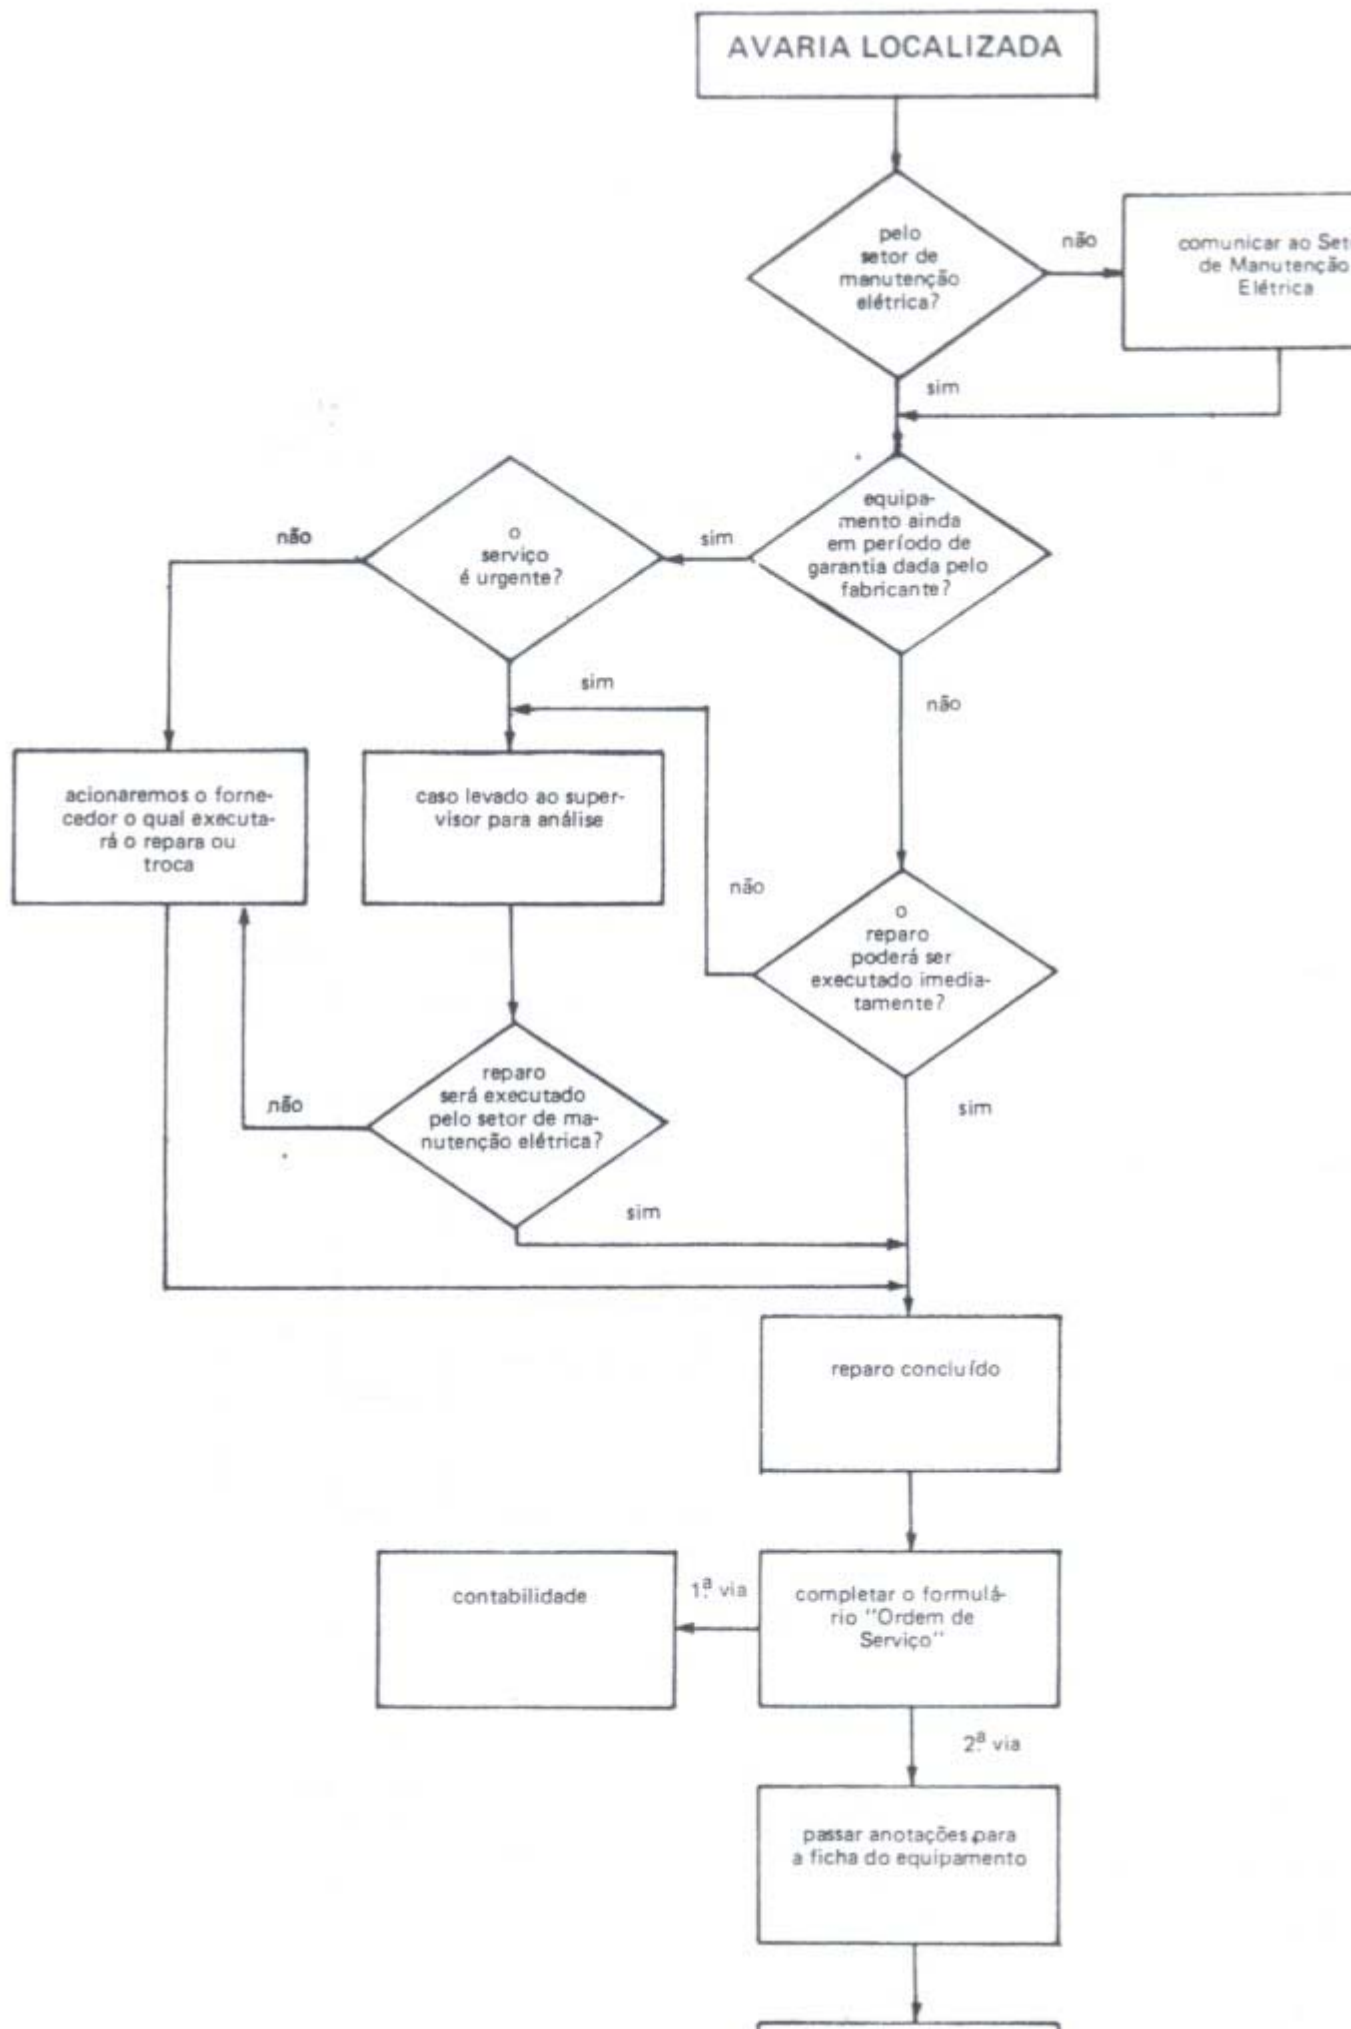 AVARIA LOCALIZADA
pelo
setor de
manutenção
elétrica?
não
comunicar ao
de Manutenção
Elétrica
sim
equipa-
mento ainda
em período de
garantia dada pelo
fabricante?
sim
o
serviço
é urgente?
não
sim
não
acionaremos o forne-
cedor o qual executa-
rá o repara ou
troca
caso levado ao super-
visor para análise
não
o
reparo
poderá ser
executado imedia-
tamente?
reparo
será executado
pelo setor de ma-
nutenção elétrica?
não
sim
sim
reparo concluído
contabilidade
1.ª via
completar o formulá-
rio "Ordem de
Serviço"
2.ª via
passar anotações para
a ficha do equipamento